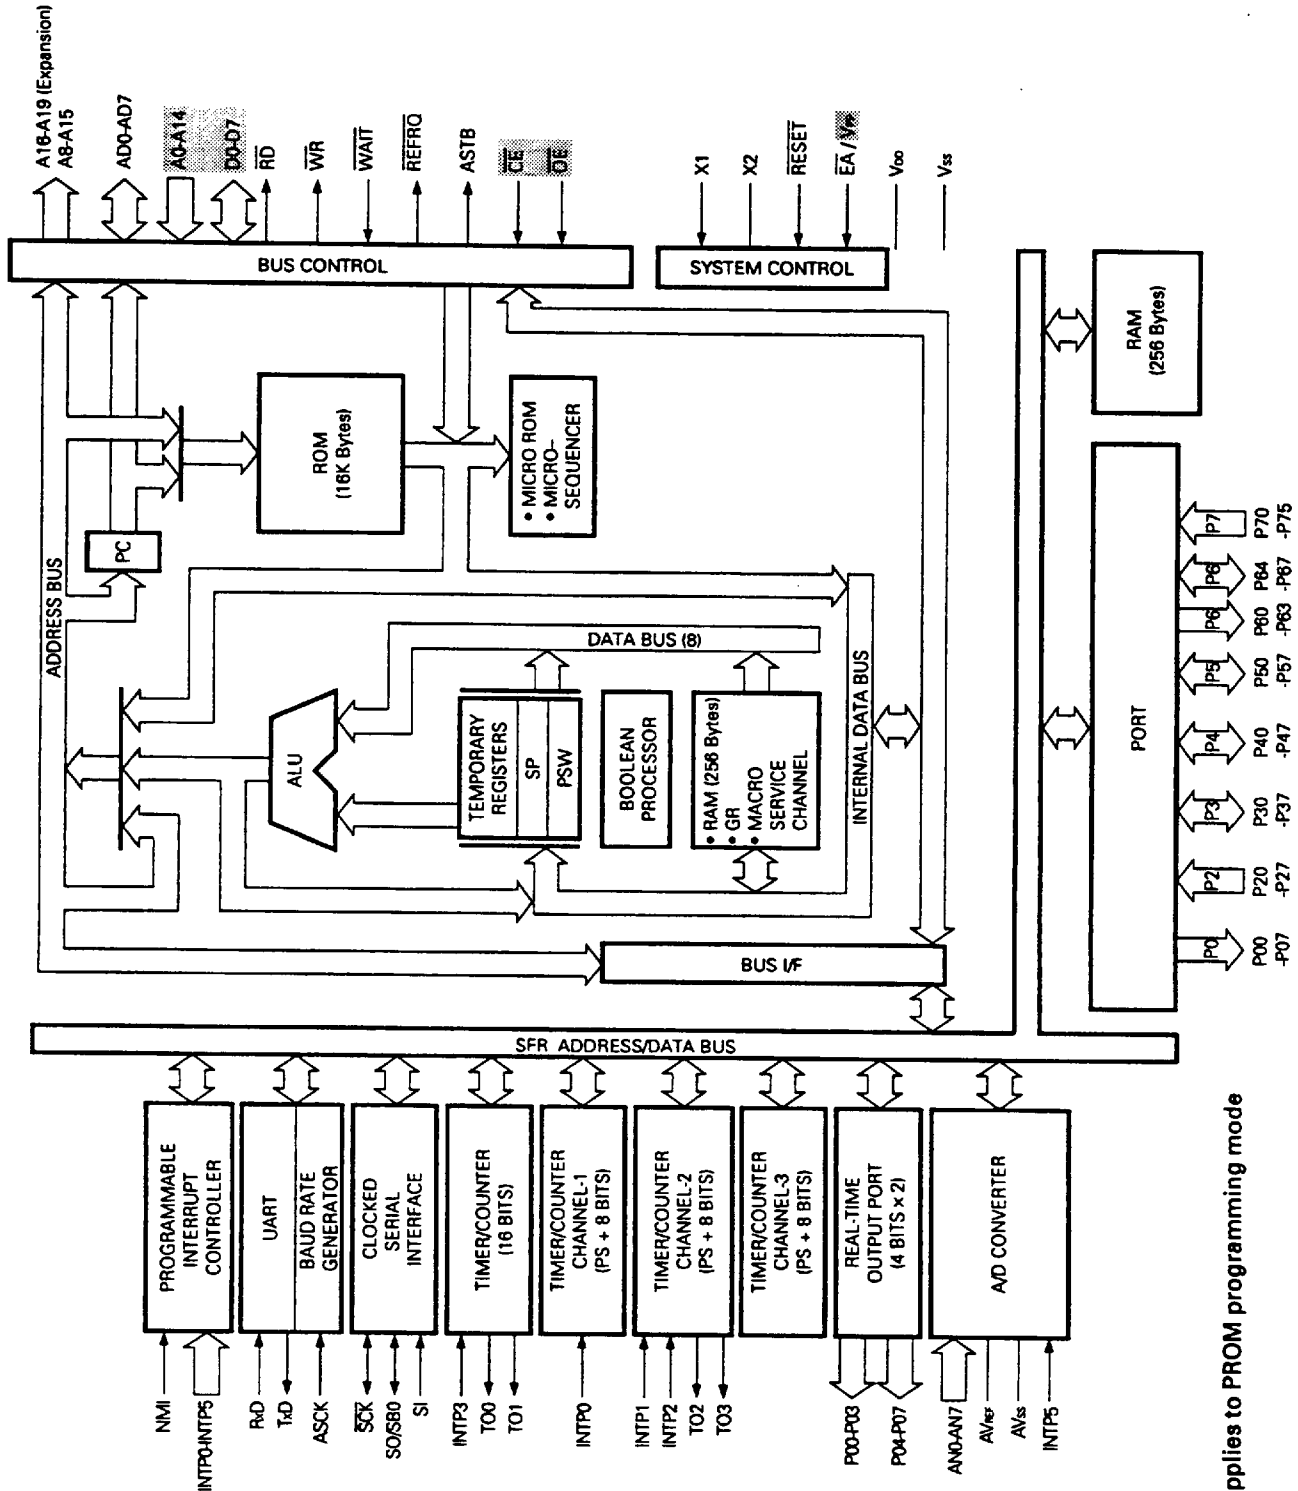 NMI
INTP0-INTP5
PROGRAMMABLE
INTERRUPT
CONTROLLER
RxD
TxD
ASCK
UART
BAUD RATE
GENERATOR
SCK
SO/SB0
SI
CLOCKED
SERIAL
INTERFACE
INTP3
TO0
TO1
TIMER/COUNTER
(16 BITS)
INTP0
TIMER/COUNTER
CHANNEL-1
(PS + 8 BITS)
INTP1
INTP2
TO2
TO3
TIMER/COUNTER
CHANNEL-2
(PS + 8 BITS)
TIMER/COUNTER
CHANNEL-3
(PS + 8 BITS)
P00-P03
P04-P07
REAL-TIME
OUTPUT PORT
(4 BITS × 2)
AN0-AN7
AVREF
AVSS
INTP5
A/D CONVERTER
SFR ADDRESS/DATA BUS
BUS I/F
ADDRESS BUS
PC
ALU
TEMPORARY
REGISTERS
SP
PSW
BOOLEAN
PROCESSOR
• RAM (256 Bytes)
• GR
• MACRO
SERVICE
CHANNEL
DATA BUS (8)
INTERNAL DATA BUS
ROM
(16K Bytes)
• MICRO ROM
• MICRO-
SEQUENCER
BUS CONTROL
A16-A19 (Expansion)
A8-A15
AD0-AD7
A0-A14
D0-D7
RD
WR
WAIT
REFRQ
ASTB
CE
OE
SYSTEM CONTROL
X1
X2
RESET
EA / VPP
VDD
VSS
PORT
P0
P2
P3
P4
P5
P6
P6
P7
P00
-P07
P20
-P27
P30
-P37
P40
-P47
P50
-P57
P60
-P63
P64
-P67
P70
-P75
RAM
(256 Bytes)
pplies to PROM programming mode